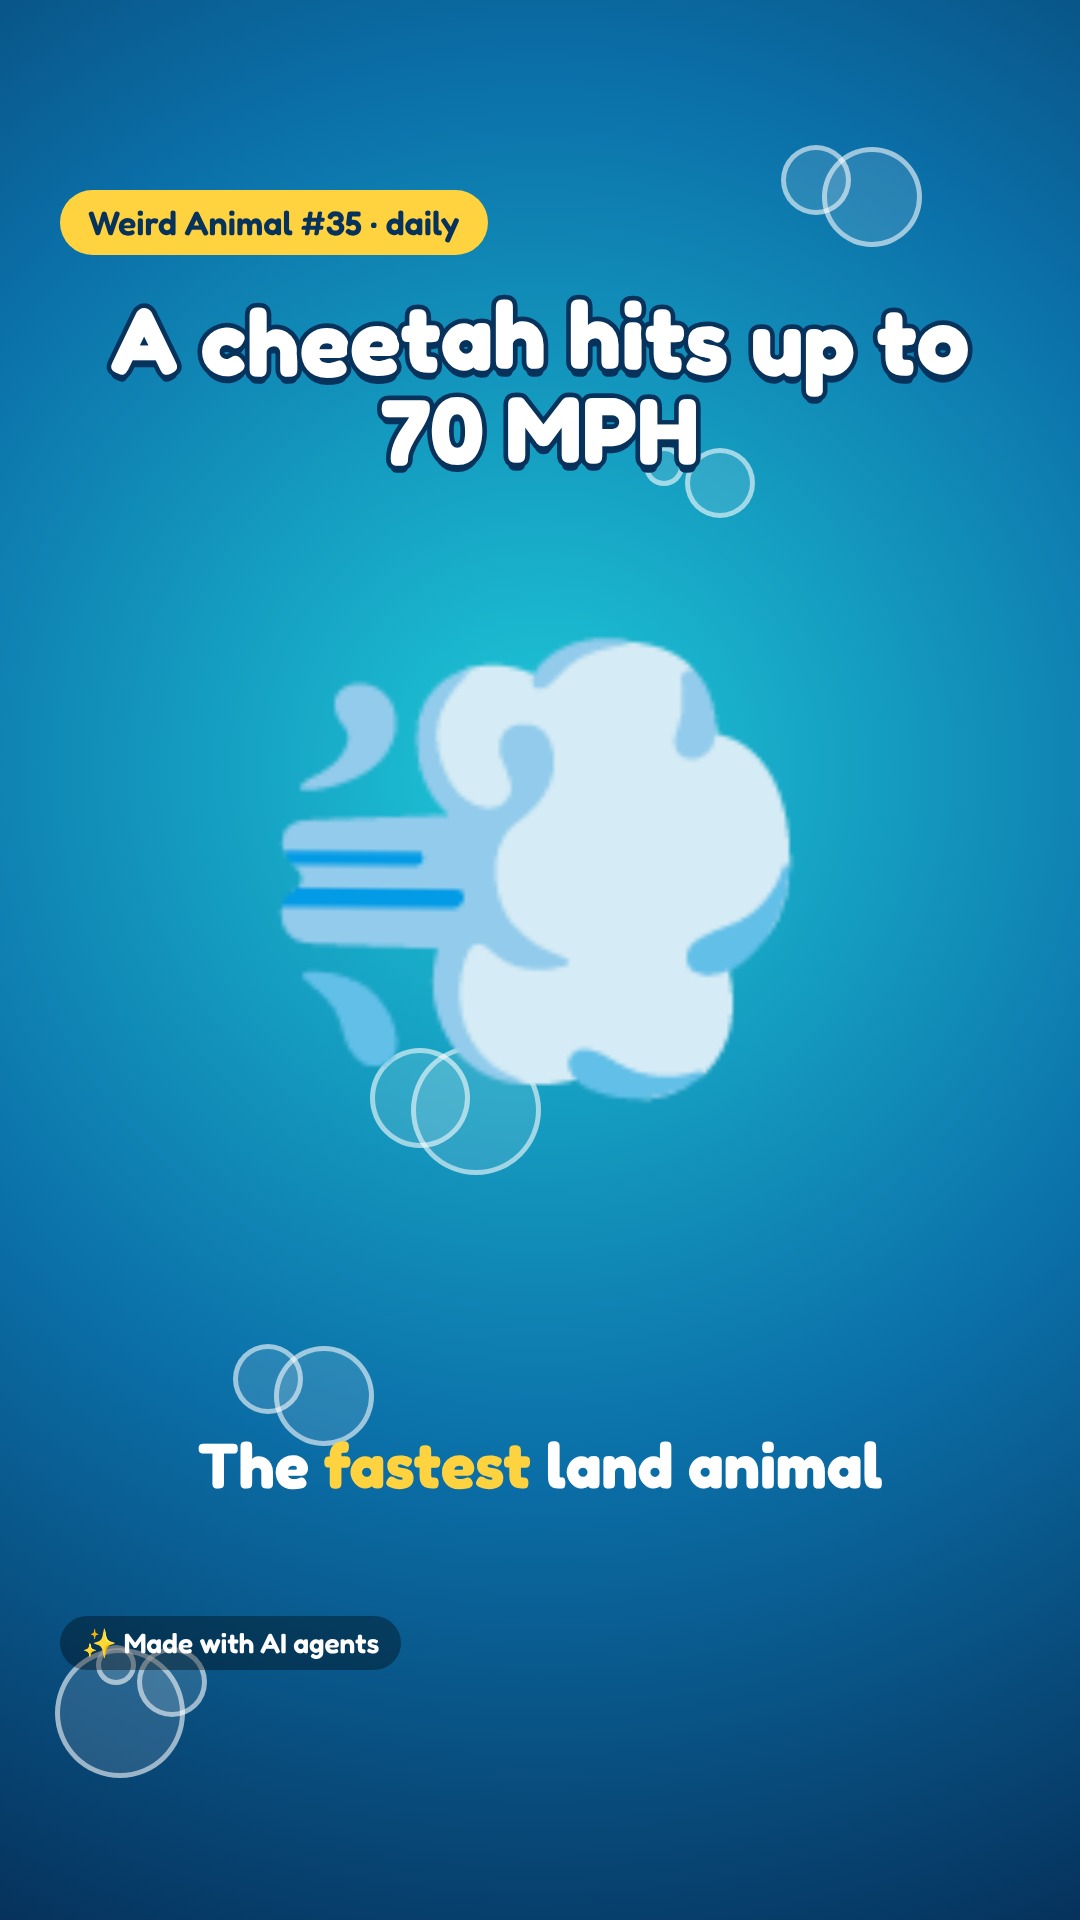 Weird Animal #35 · daily
A cheetah hits up to
70 MPH
The fastest land animal
✨ Made with AI agents